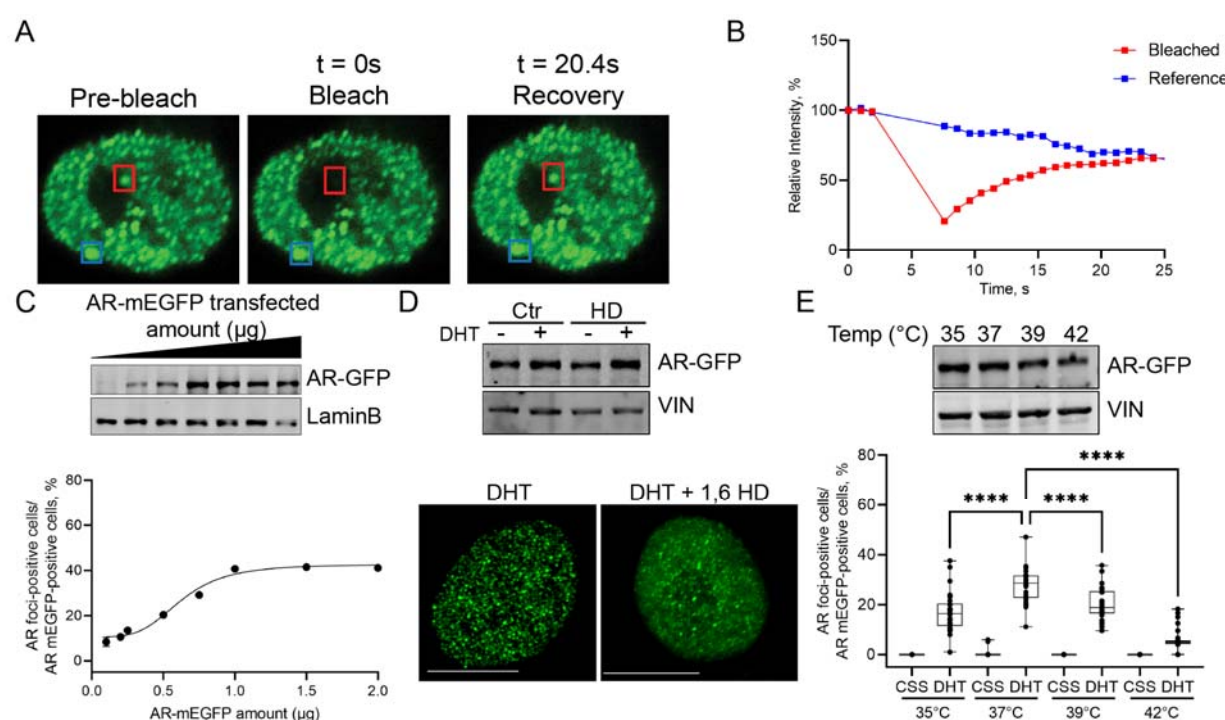 A
Pre-bleach
t = 0s
Bleach
t = 20.4s
Recovery
B
150
100
50
0
Relative Intensity, %
0 5 10 15 20 25
Time, s
Bleached
Reference
C
AR-mEGFP transfected
amount (µg)
AR-GFP
LaminB
80
60
40
20
0
AR foci-positive cells/
AR mEGFP-positive cells, %
0.0 0.5 1.0 1.5 2.0
AR-mEGFP amount (µg)
D
Ctr HD
DHT - + - +
AR-GFP
VIN
DHT
DHT + 1,6 HD
E
Temp (°C) 35 37 39 42
AR-GFP
VIN
80
60
40
20
0
AR foci-positive cells/
AR mEGFP-positive cells, %
****
**** ****
CSS DHT CSS DHT CSS DHT CSS DHT
35°C 37°C 39°C 42°C